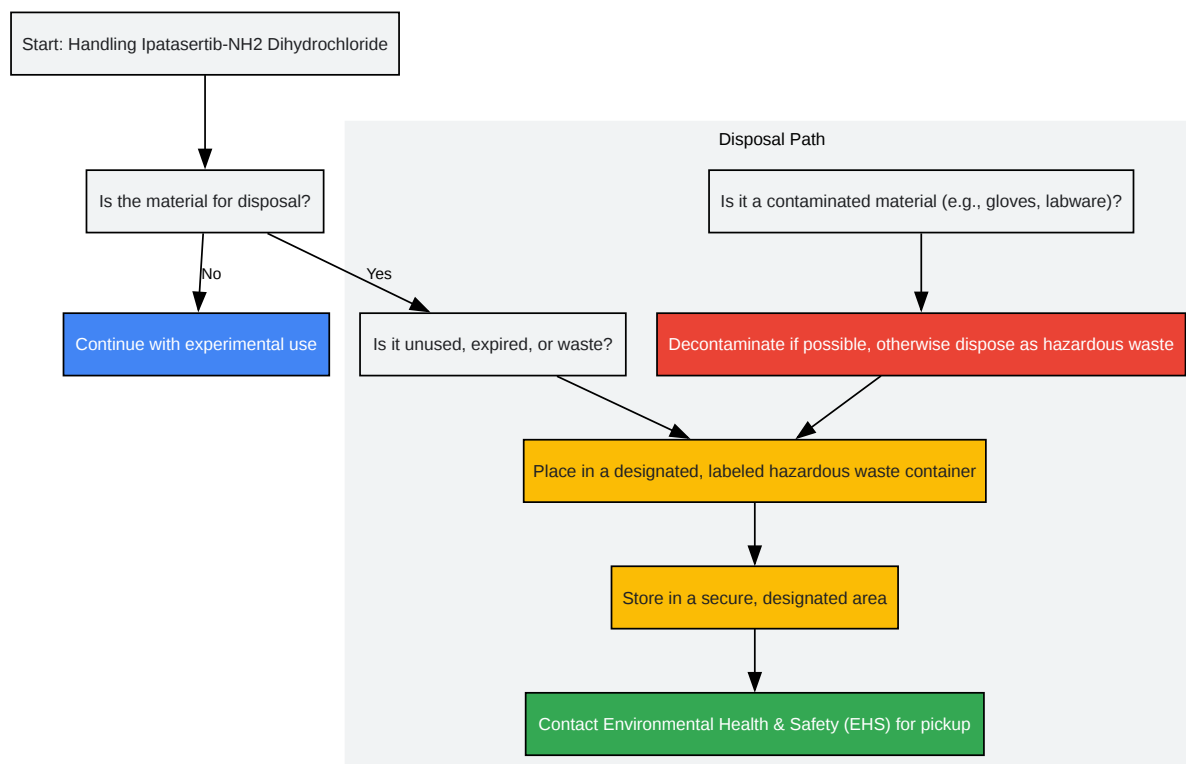 Start: Handling Ipatasertib-NH2 Dihydrochloride
Disposal Path
Is the material for disposal?
Is it a contaminated material (e.g., gloves, labware)?
No
Yes
Continue with experimental use
Is it unused, expired, or waste?
Decontaminate if possible, otherwise dispose as hazardous waste
Place in a designated, labeled hazardous waste container
Store in a secure, designated area
Contact Environmental Health & Safety (EHS) for pickup